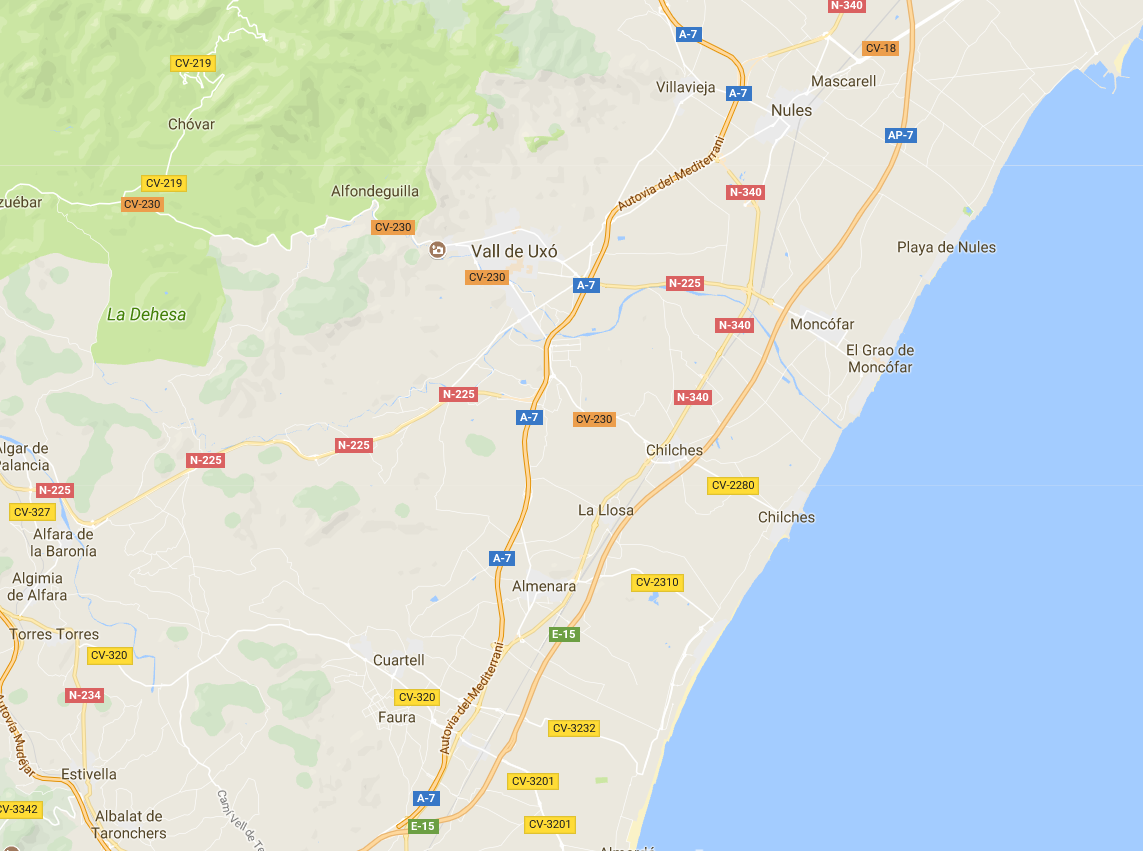 N-340
A-7
CV-18
CV-219
Mascarell
Villavieja
A-7
Nules
Chóvar
AP-7
Autovia del Mediterrani
CV-219
Alfondeguilla
N-340
zuébar
CV-230
CV-230
Playa de Nules
Vall de Uxó
CV-230
A-7
N-225
La Dehesa
N-340
Moncófar
El Grao de
Moncófar
N-225
N-340
A-7
CV-230
N-225
Algar de
Palancia
N-225
Chilches
N-225
CV-2280
CV-327
La Llosa
Chilches
Alfara de
la Baronía
A-7
Algimia
de Alfara
Almenara
CV-2310
Torres Torres
E-15
CV-320
Cuartell
N-234
CV-320
Autovia del Mediterrani
Faura
CV-3232
Autovía Mudéjar
Estivella
CV-3201
A-7
CV-3342
Albalat de
Taronchers
Camí Vell de Te
E-15
CV-3201